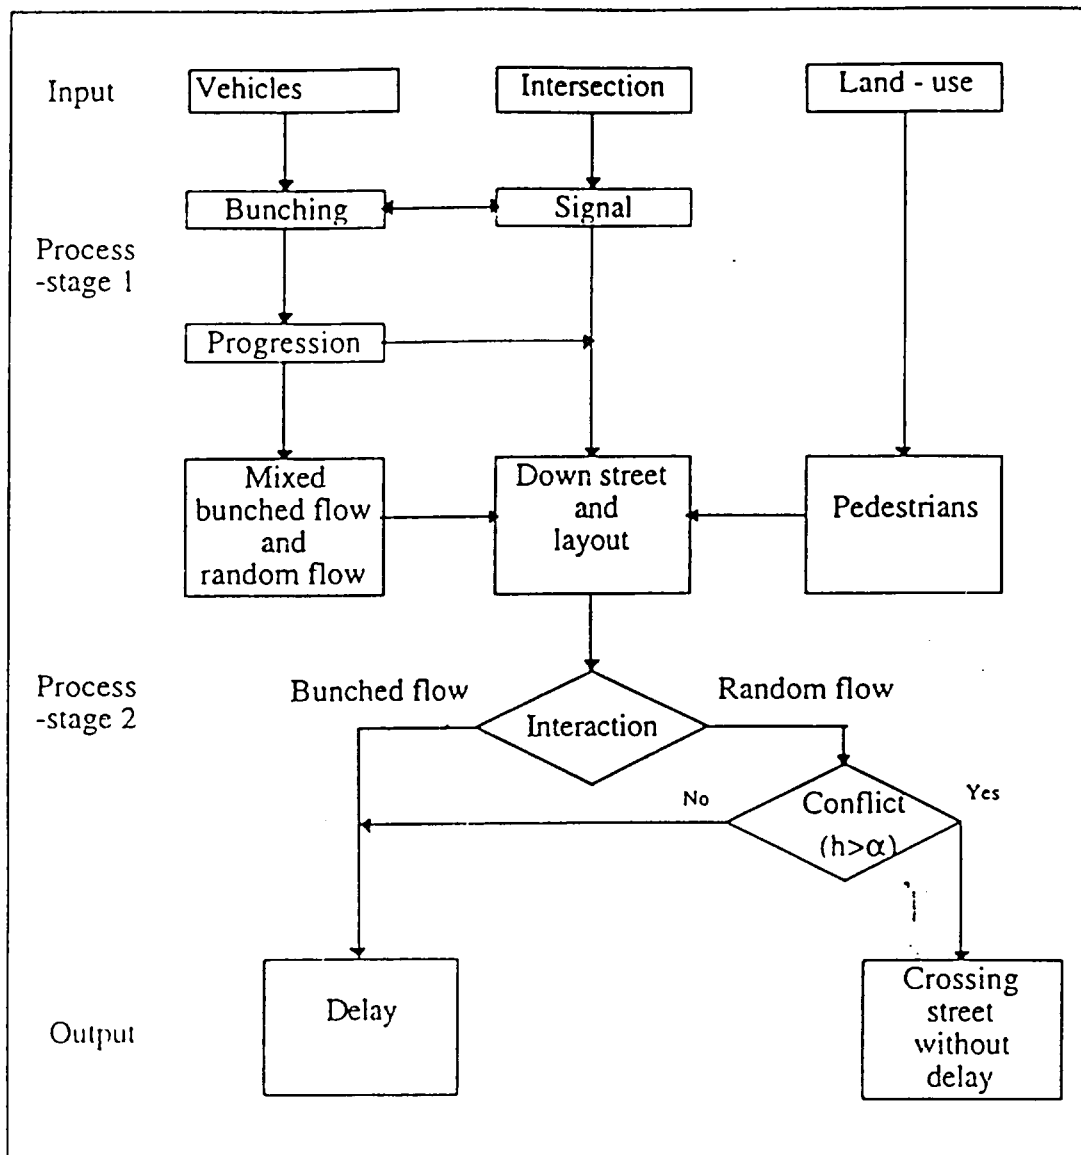 Input
Vehicles
Intersection
Land - use
Bunching
Signal
Process
-stage 1
Progression
Mixed
bunched flow
and
random flow
Down street
and
layout
Pedestrians
Process
-stage 2
Bunched flow
Random flow
Interaction
No
Conflict
(h>α)
Yes
Output
Delay
Crossing
street
without
delay